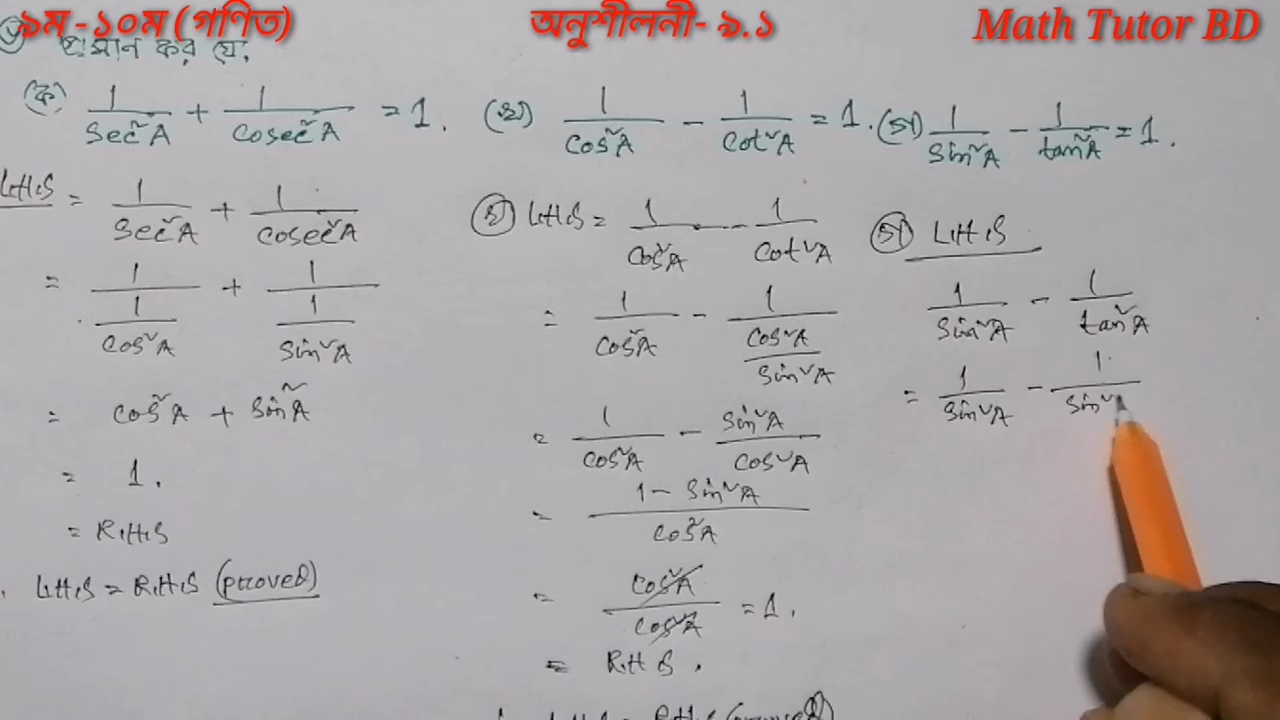 ৯ম - ১০ম (গণিত) অনুশীলনী- ৯.১ Math Tutor BD
প্রমান কর যে,
(ক) 1/Sec²A + 1/Cosec²A = 1.
(খ) 1/Cos²A - 1/Cot²A = 1.
(গ) 1/Sin²A - 1/tan²A = 1.
L.H.S = 1/Sec²A + 1/Cosec²A
= 1/(1/Cos²A) + 1/(1/Sin²A)
= Cos²A + Sin²A
= 1.
= R.H.S
L.H.S = R.H.S (proved)
(খ) L.H.S = 1/Cos²A - 1/Cot²A
= 1/Cos²A - 1/(Cos²A/Sin²A)
= 1/Cos²A - Sin²A/Cos²A
= (1 - Sin²A)/Cos²A
= Cos²A/Cos²A = 1.
= R.H.S.
(গ) L.H.S
1/Sin²A - 1/tan²A
= 1/Sin²A - 1/Sin²